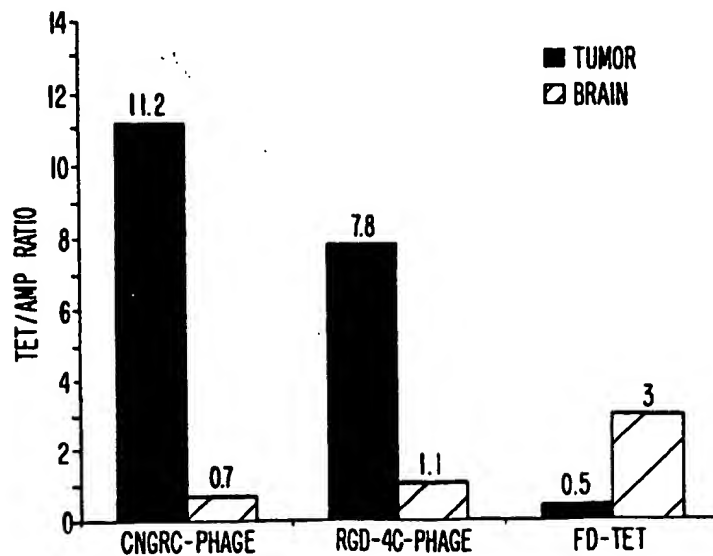 14
12
10
8
6
4
2
0
TET/AMP RATIO
TUMOR
BRAIN
11.2
0.7
7.8
1.1
0.5
3
CNGRC-PHAGE
RGD-4C-PHAGE
FD-TET